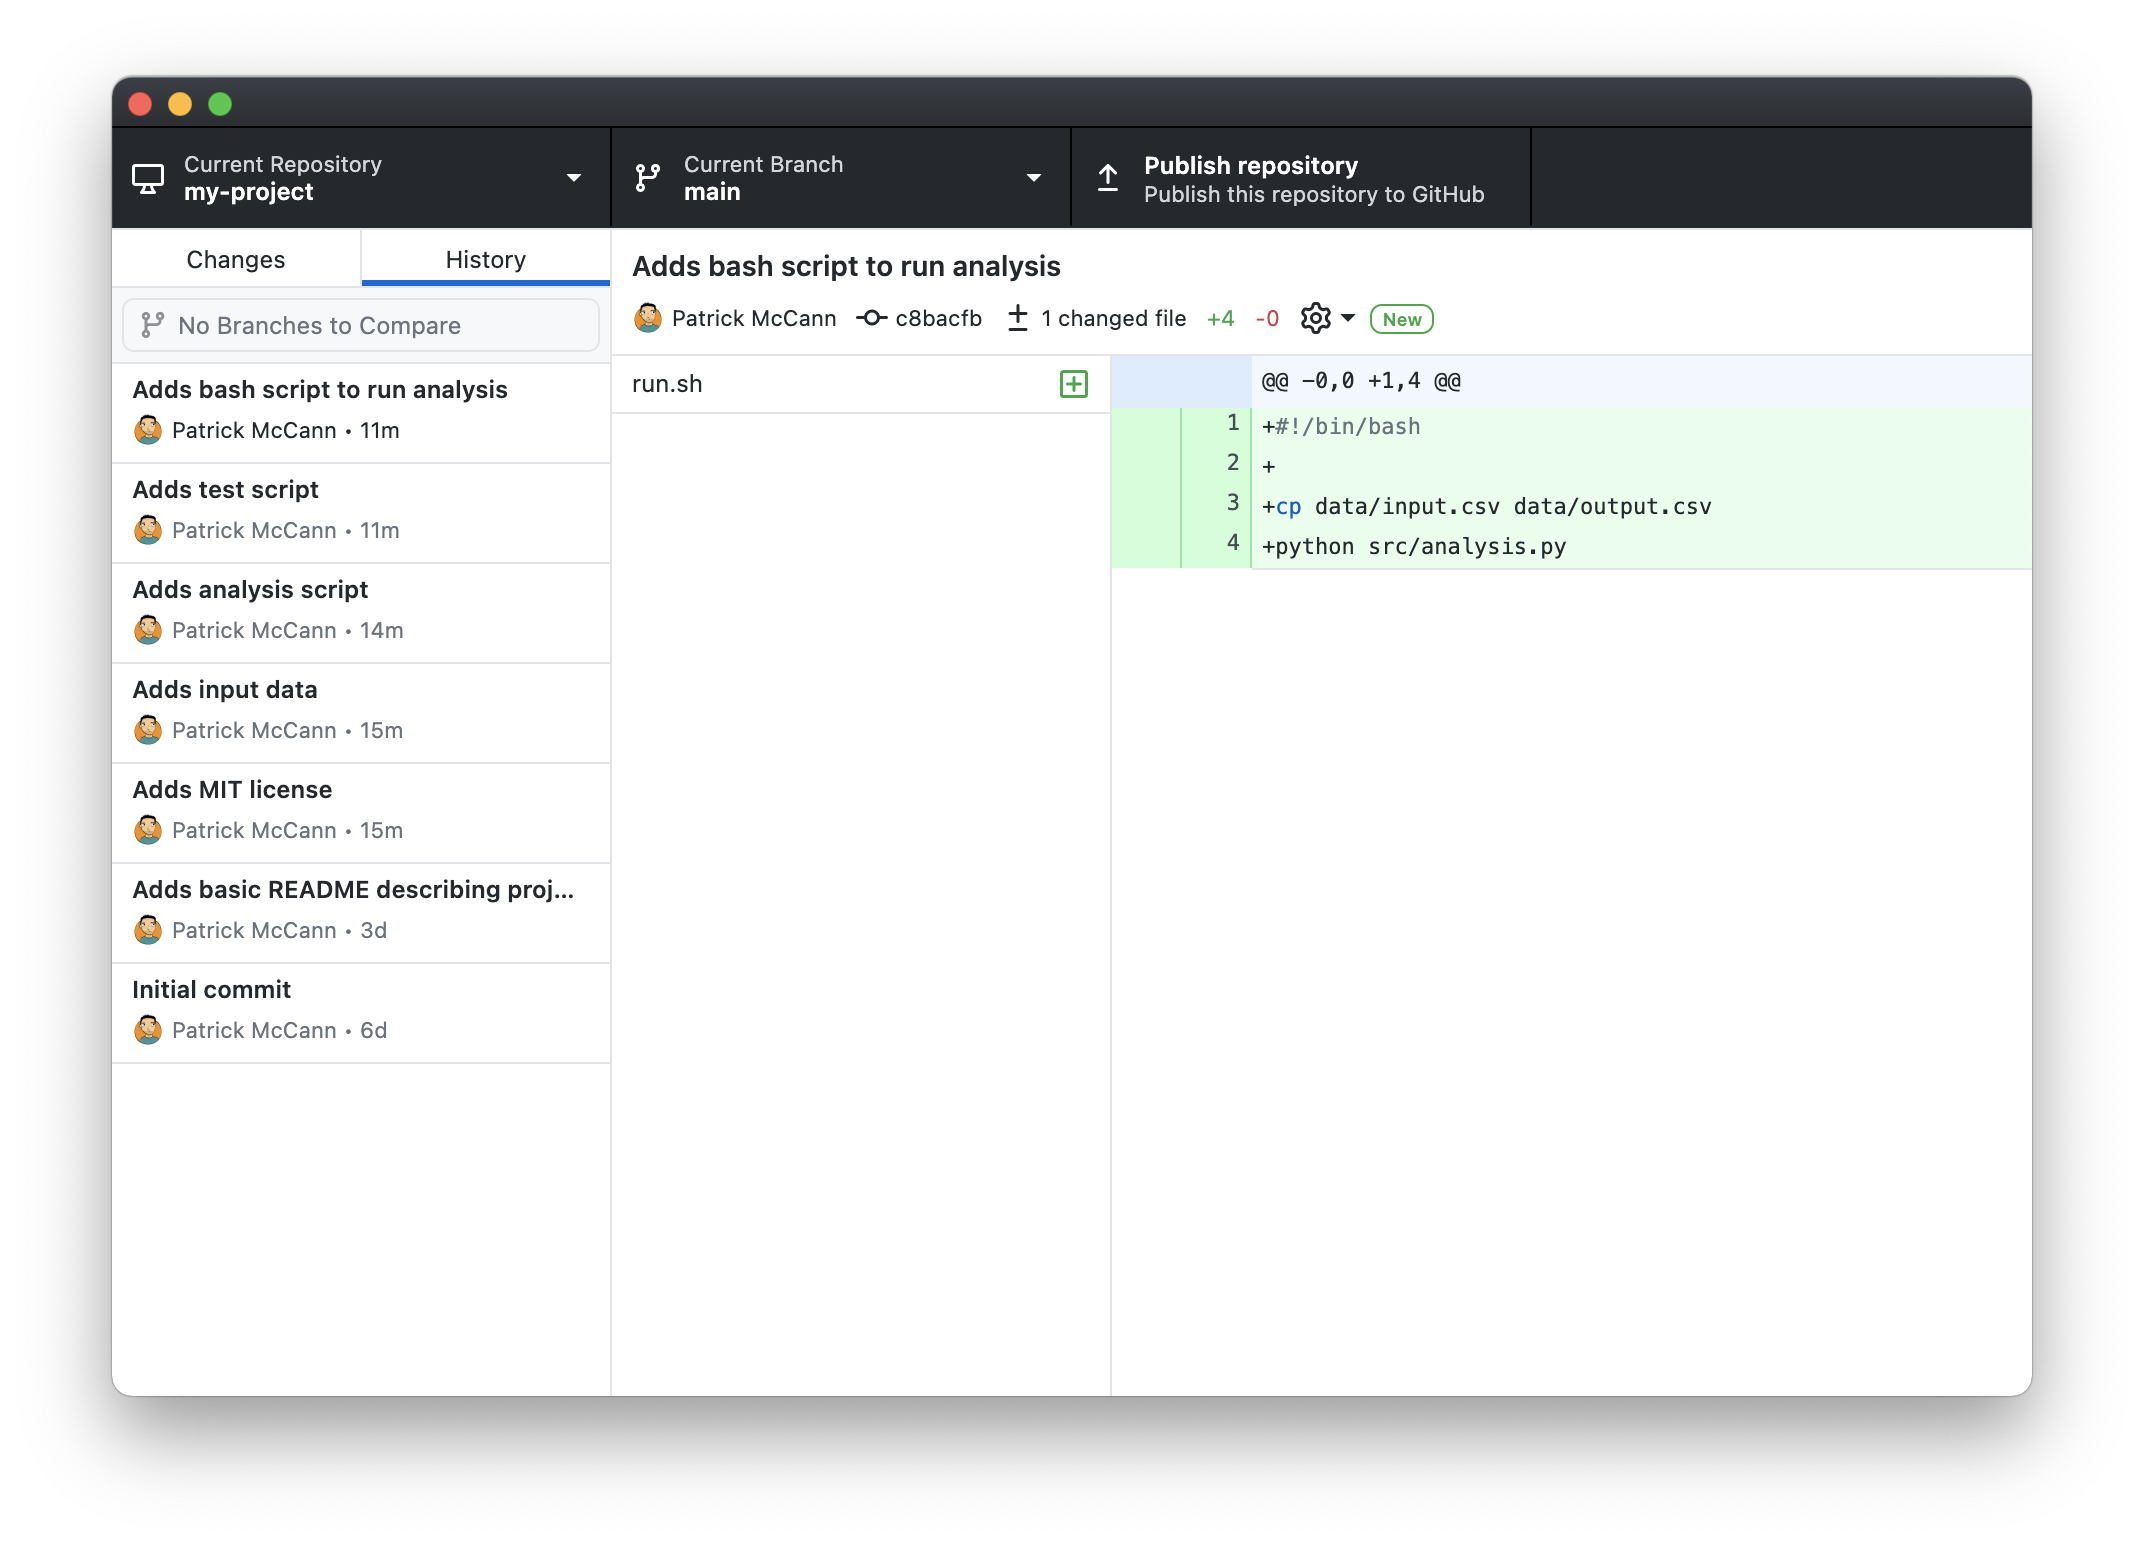 Current Repository
my-project
Current Branch
main
Publish repository
Publish this repository to GitHub
Changes
History
No Branches to Compare
Adds bash script to run analysis
Patrick McCann • 11m
Adds test script
Patrick McCann • 11m
Adds analysis script
Patrick McCann • 14m
Adds input data
Patrick McCann • 15m
Adds MIT license
Patrick McCann • 15m
Adds basic README describing proj...
Patrick McCann • 3d
Initial commit
Patrick McCann • 6d
Adds bash script to run analysis
Patrick McCann c8bacfb 1 changed file +4 -0 New
run.sh
@@ -0,0 +1,4 @@
1 +#!/bin/bash
2 +
3 +cp data/input.csv data/output.csv
4 +python src/analysis.py